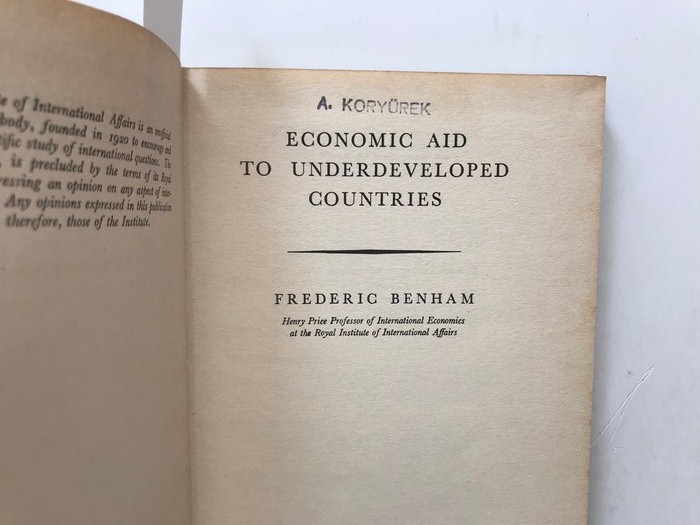 e of International Affairs is an unofficial
body, founded in 1920 to encourage and
ific study of international questions. The
, is precluded by the terms of its Royal
ressing an opinion on any aspect of inter-
Any opinions expressed in this publication
therefore, those of the Institute.
A. KORYÜREK
ECONOMIC AID
TO UNDERDEVELOPED
COUNTRIES
FREDERIC BENHAM
Henry Price Professor of International Economics
at the Royal Institute of International Affairs